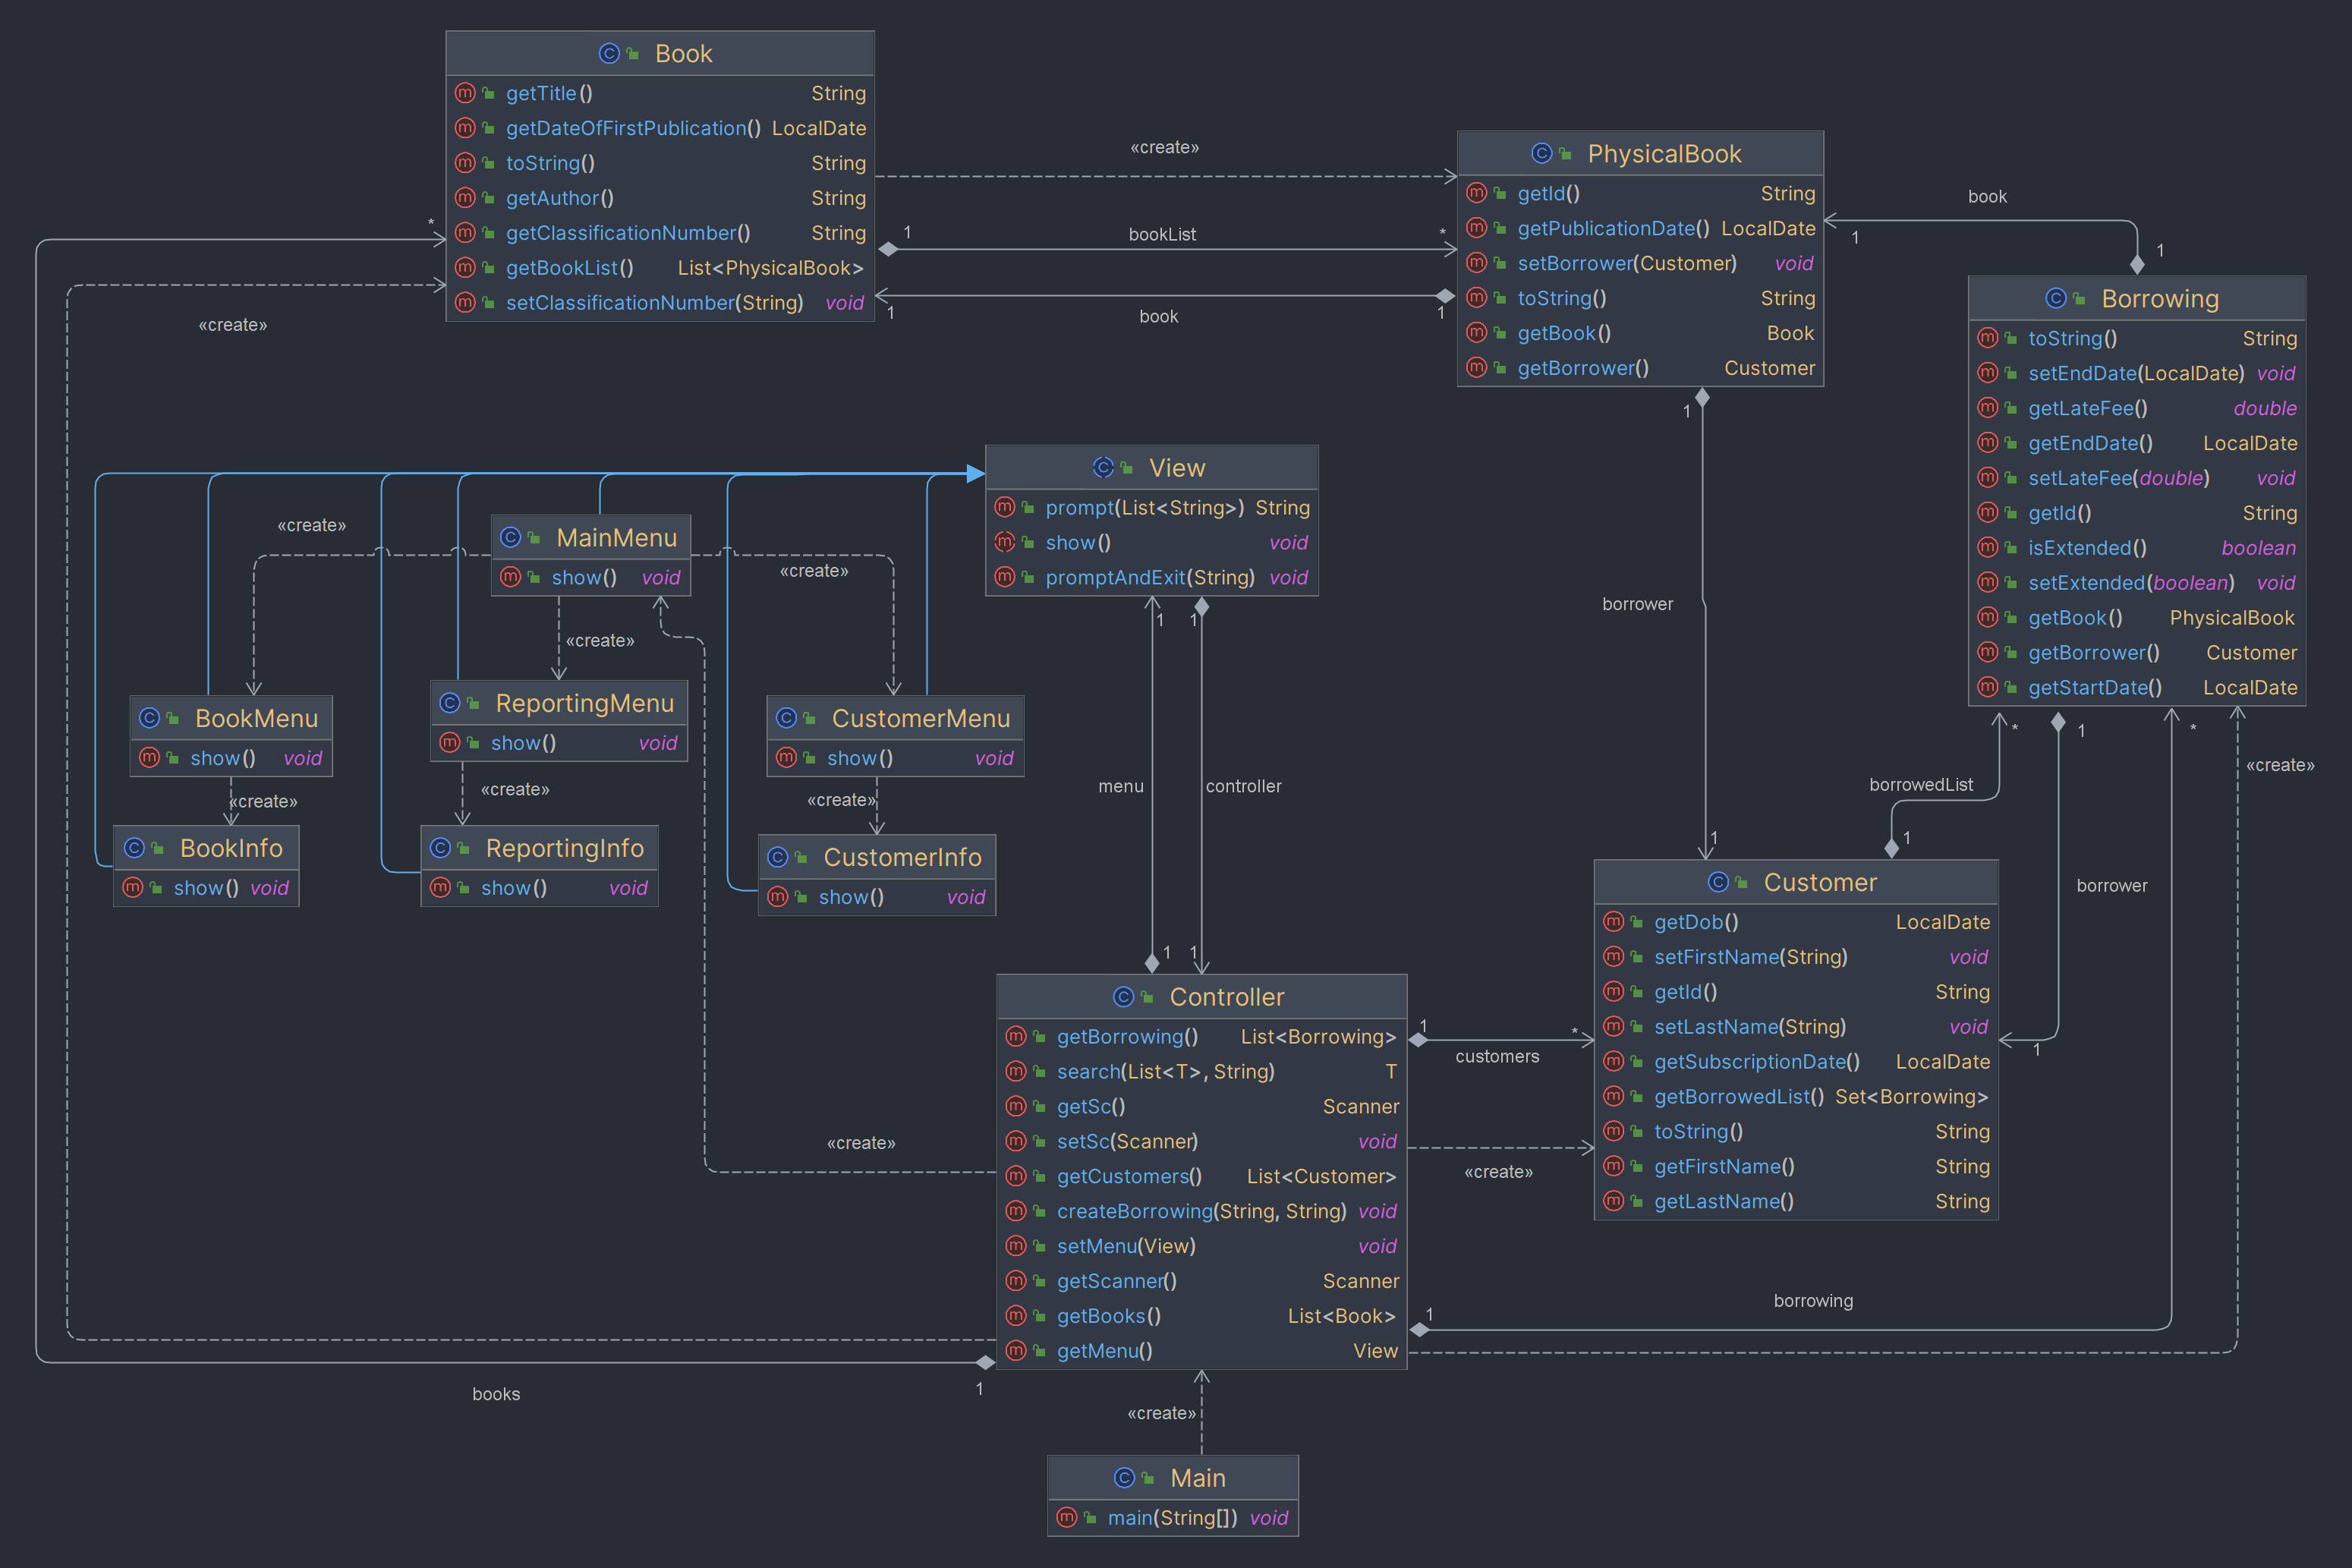 Book
getTitle() String
getDateOfFirstPublication() LocalDate
toString() String
getAuthor() String
getClassificationNumber() String
getBookList() List<PhysicalBook>
setClassificationNumber(String) void
«create»
1 bookList *
1 book 1
PhysicalBook
getId() String
getPublicationDate() LocalDate
setBorrower(Customer) void
toString() String
getBook() Book
getBorrower() Customer
book
1
1
Borrowing
toString() String
setEndDate(LocalDate) void
getLateFee() double
getEndDate() LocalDate
setLateFee(double) void
getId() String
isExtended() boolean
setExtended(boolean) void
getBook() PhysicalBook
getBorrower() Customer
getStartDate() LocalDate
*
«create»
View
prompt(List<String>) String
show() void
promptAndExit(String) void
MainMenu
show() void
«create»
«create»
«create»
BookMenu
show() void
ReportingMenu
show() void
CustomerMenu
show() void
«create»
«create»
«create»
BookInfo
show() void
ReportingInfo
show() void
CustomerInfo
show() void
1
menu
1
1
controller
1
1
borrower
1
*
borrowedList
1
1
borrower
1
*
«create»
Customer
getDob() LocalDate
setFirstName(String) void
getId() String
setLastName(String) void
getSubscriptionDate() LocalDate
getBorrowedList() Set<Borrowing>
toString() String
getFirstName() String
getLastName() String
Controller
getBorrowing() List<Borrowing>
search(List<T>, String) T
getSc() Scanner
setSc(Scanner) void
getCustomers() List<Customer>
createBorrowing(String, String) void
setMenu(View) void
getScanner() Scanner
getBooks() List<Book>
getMenu() View
1 customers *
«create»
«create»
1 borrowing
books 1
«create»
Main
main(String[]) void